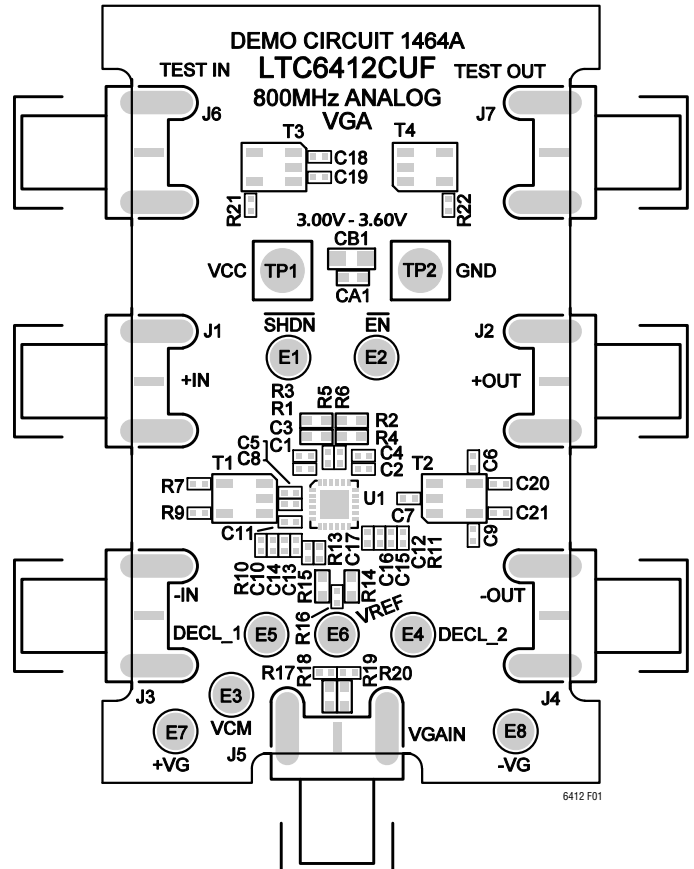 DEMO CIRCUIT 1464A
TEST IN
LTC6412CUF
TEST OUT
800MHz ANALOG
VGA
J6
J7
T3
T4
C18
C19
R21
R22
3.00V - 3.60V
CB1
VCC
TP1
TP2
GND
CA1
SHDN
EN
J1
J2
E1
E2
+IN
+OUT
R3
R1
R5
R6
C3
R2
R4
C5
C1
C8
C4
C2
T1
T2
C6
R7
U1
C20
R9
C7
C21
C11
C9
R10
C10
C14
C13
R15
R13
C17
R14
C16
C15
C12
R11
-IN
-OUT
R16
VREF
DECL_1
E5
E6
E4
DECL_2
R17
R18
R19
R20
J3
E3
J4
VCM
E7
+VG
J5
VGAIN
E8
-VG
6412 F01